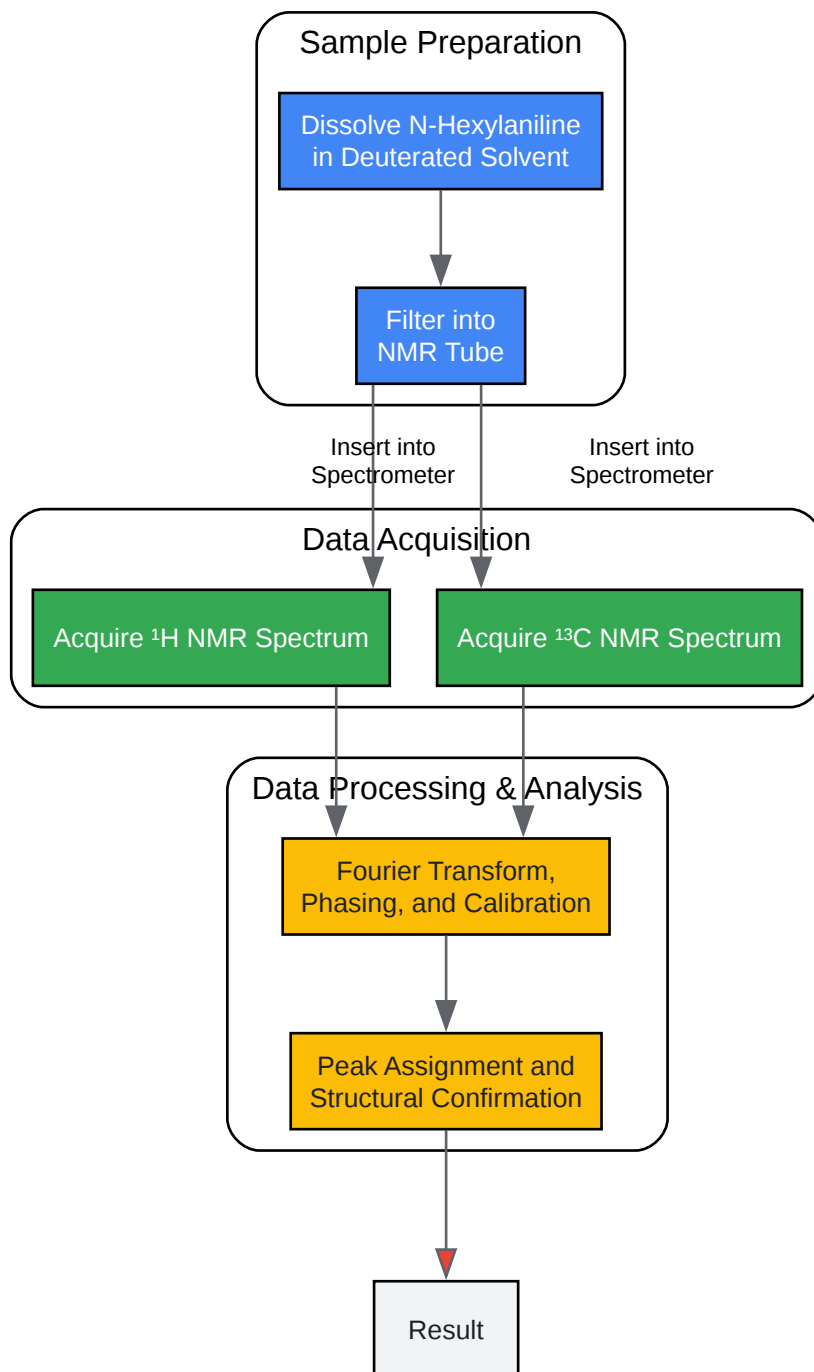 Sample Preparation
Dissolve N-Hexylaniline
in Deuterated Solvent
Filter into
NMR Tube
Insert into
Spectrometer
Insert into
Spectrometer
Data Acquisition
Acquire ¹H NMR Spectrum
Acquire ¹³C NMR Spectrum
Data Processing & Analysis
Fourier Transform,
Phasing, and Calibration
Peak Assignment and
Structural Confirmation
Result